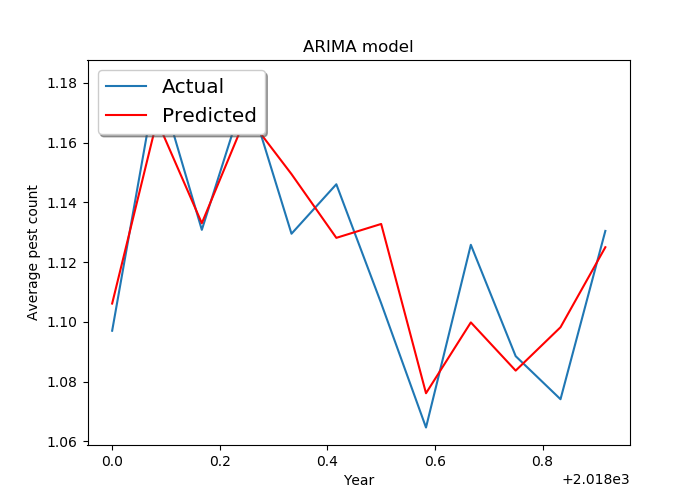 ARIMA model
Actual
Predicted
Average pest count
1.18
1.16
1.14
1.12
1.10
1.08
1.06
0.0 0.2 0.4 0.6 0.8
+2.018e3
Year